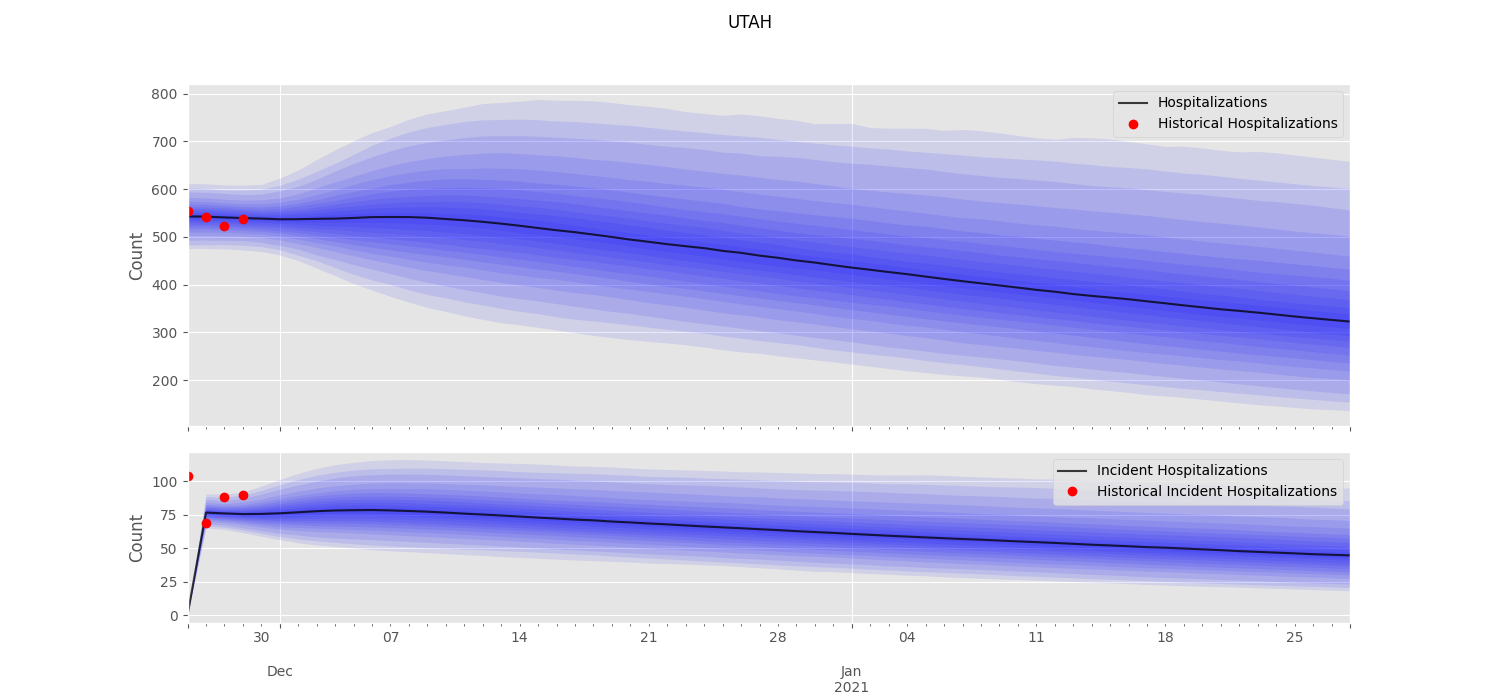 UTAH
800
700
600
500
400
300
200
Count
Hospitalizations
Historical Hospitalizations
100
75
50
25
0
Count
Incident Hospitalizations
Historical Incident Hospitalizations
30 07 14 21 28 04 11 18 25
Dec Jan
2021